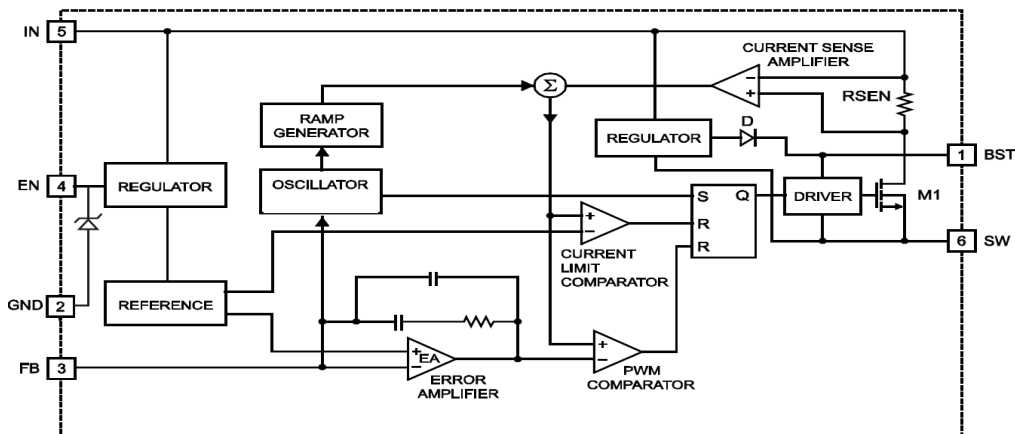 IN 5
CURRENT SENSE
AMPLIFIER
Σ
−
+
RSEN
RAMP
GENERATOR
REGULATOR
D
1 BST
EN 4
REGULATOR
OSCILLATOR
S Q
R
R
DRIVER
M1
+
−
CURRENT
LIMIT
COMPARATOR
6 SW
GND 2
REFERENCE
+
−
EA
ERROR
AMPLIFIER
+
−
PWM
COMPARATOR
FB 3